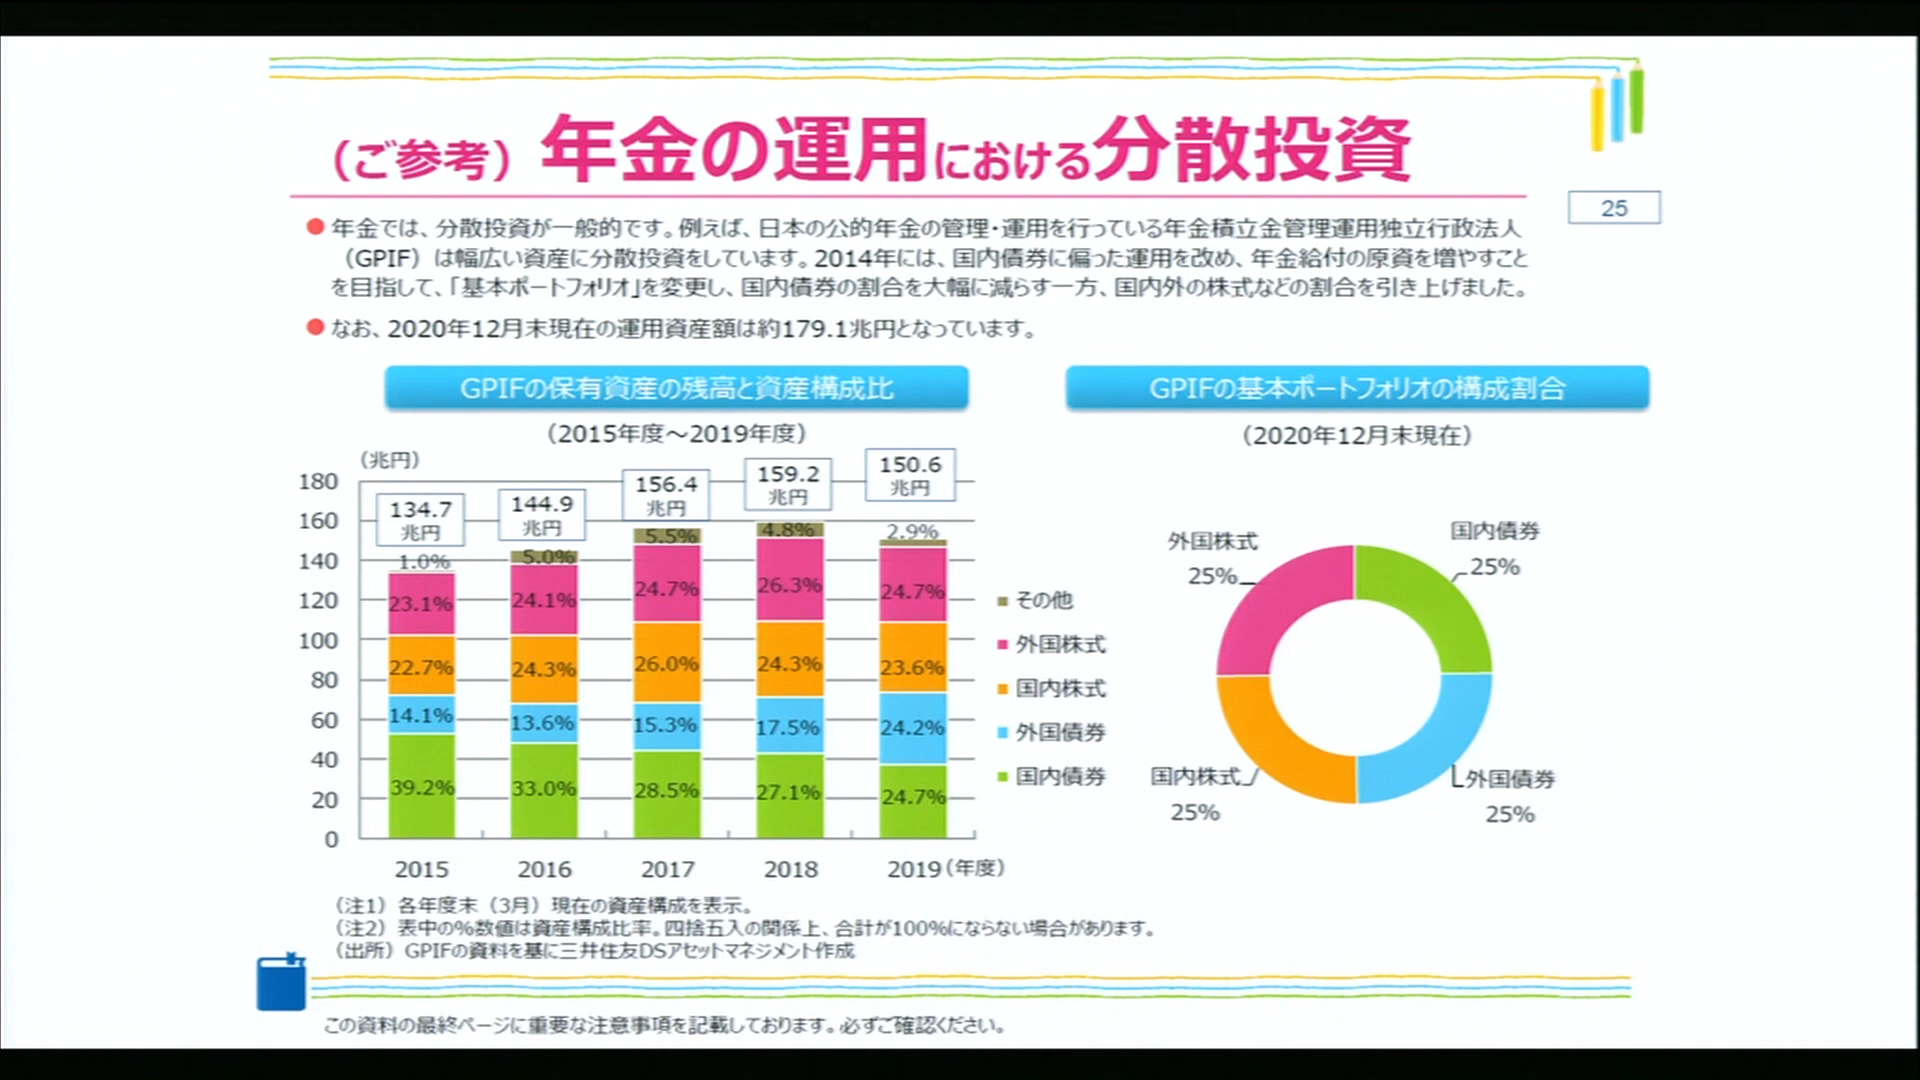 （ご参考）年金の運用における分散投資
25
●年金では、分散投資が一般的です。例えば、日本の公的年金の管理・運用を行っている年金積立金管理運用独立行政法人
（GPIF）は幅広い資産に分散投資をしています。2014年には、国内債券に偏った運用を改め、年金給付の原資を増やすこと
を目指して、「基本ポートフォリオ」を変更し、国内債券の割合を大幅に減らす一方、国内外の株式などの割合を引き上げました。
●なお、2020年12月末現在の運用資産額は約179.1兆円となっています。
GPIFの保有資産の残高と資産構成比
（2015年度～2019年度）
（兆円）
180
160
140
120
100
80
60
40
20
0
134.7
兆円
1.0%
23.1%
22.7%
14.1%
39.2%
144.9
兆円
5.0%
24.1%
24.3%
13.6%
33.0%
156.4
兆円
5.5%
24.7%
26.0%
15.3%
28.5%
159.2
兆円
4.8%
26.3%
24.3%
17.5%
27.1%
150.6
兆円
2.9%
24.7%
23.6%
24.2%
24.7%
2015 2016 2017 2018 2019（年度）
その他
外国株式
国内株式
外国債券
国内債券
GPIFの基本ポートフォリオの構成割合
（2020年12月末現在）
外国株式
25%
国内債券
25%
国内株式
25%
外国債券
25%
（注1）各年度末（3月）現在の資産構成を表示。
（注2）表中の％数値は資産構成比率。四捨五入の関係上、合計が100％にならない場合があります。
（出所）GPIFの資料を基に三井住友DSアセットマネジメント作成
この資料の最終ページに重要な注意事項を記載しております。必ずご確認ください。